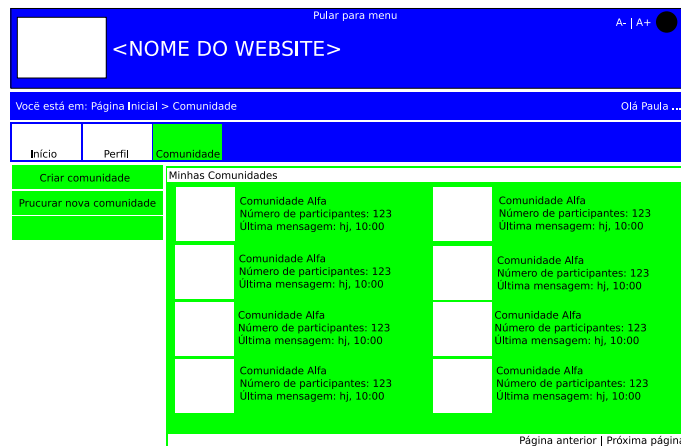 Pular para menu
A- | A+
<NOME DO WEBSITE>
Você está em: Página Inicial > Comunidade
Olá Paula ...
Início
Perfil
Comunidade
Criar comunidade
Prucurar nova comunidade
Minhas Comunidades
Comunidade Alfa
Número de participantes: 123
Última mensagem: hj, 10:00
Comunidade Alfa
Número de participantes: 123
Última mensagem: hj, 10:00
Comunidade Alfa
Número de participantes: 123
Última mensagem: hj, 10:00
Comunidade Alfa
Número de participantes: 123
Última mensagem: hj, 10:00
Comunidade Alfa
Número de participantes: 123
Última mensagem: hj, 10:00
Comunidade Alfa
Número de participantes: 123
Última mensagem: hj, 10:00
Comunidade Alfa
Número de participantes: 123
Última mensagem: hj, 10:00
Comunidade Alfa
Número de participantes: 123
Última mensagem: hj, 10:00
Página anterior | Próxima página